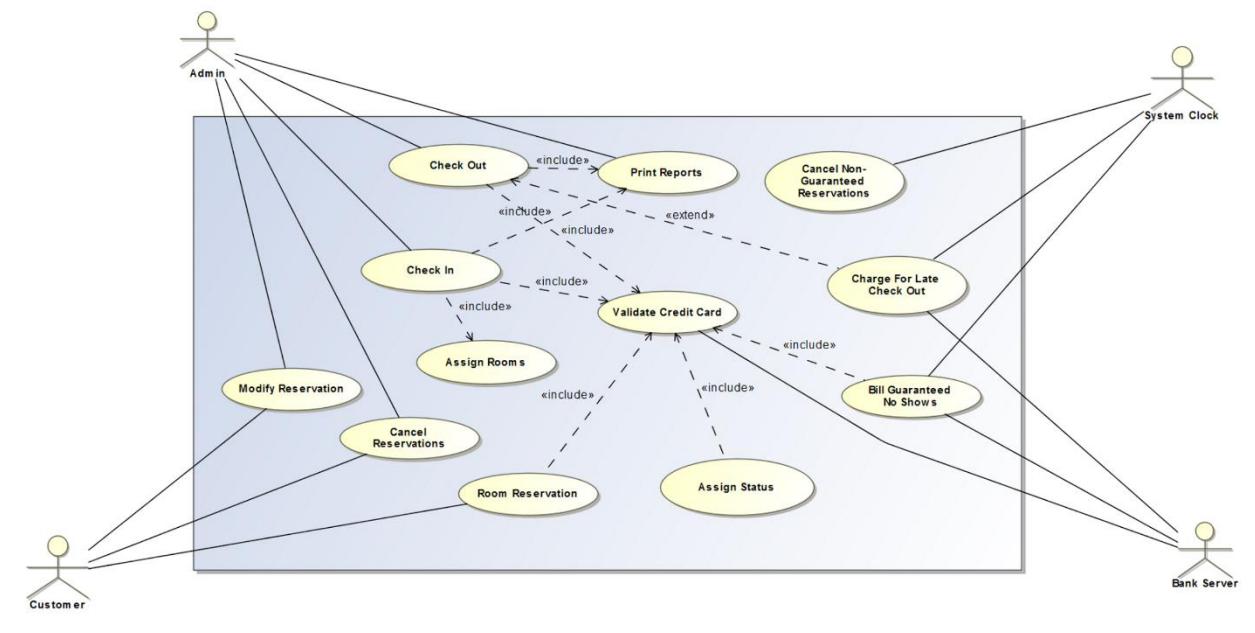 Admin
System Clock
Check Out
«include»
Print Reports
Cancel Non-
Guaranteed
Reservations
«include»
«extend»
«include»
Check In
«include»
Charge For Late
Check Out
«include»
Validate Credit Card
«include»
Assign Rooms
Modify Reservation
«include»
«include»
Bill Guaranteed
No Shows
Cancel
Reservations
Room Reservation
Assign Status
Customer
Bank Server